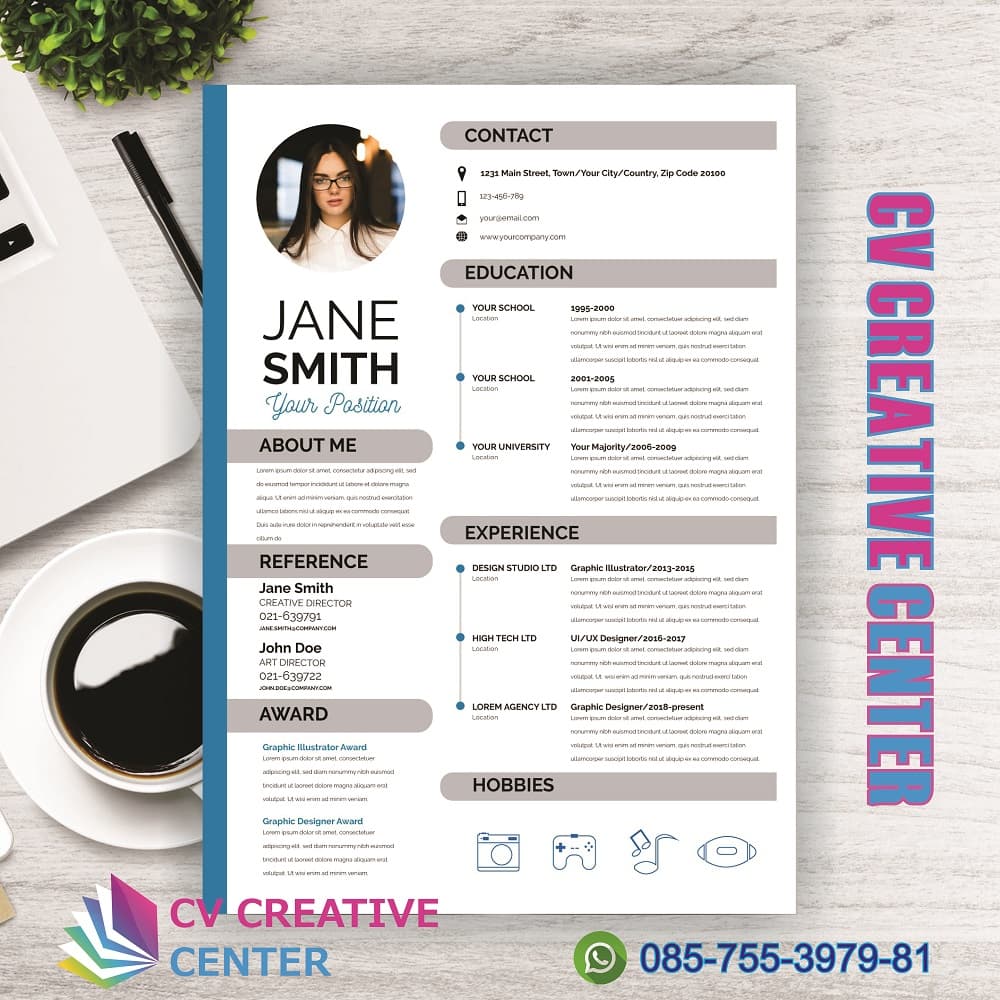 JANE
SMITH
Your Position
ABOUT ME
Lorem ipsum dolor sit amet, consectetur adipiscing elit, sed
do eiusmod tempor incididunt ut labore et dolore magna
aliqua. Ut enim ad minim veniam, quis nostrud exercitation
ullamco laboris nisi ut aliquip ex ea commodo consequat
Duis aute irure dolor in reprehenderit in voluptate velit esse
cillum do
REFERENCE
Jane Smith
CREATIVE DIRECTOR
021-639791
JANE.SMITH@COMPANY.COM
John Doe
ART DIRECTOR
021-639722
JOHN.DOE@COMPANY.COM
AWARD
Graphic Illustrator Award
Lorem ipsum dolor sit amet, consectetuer
adipiscing elit, sed diam nonummy nibh euismod
tincidunt ut laoreet dolore magna aliquam erat
volutpat. Ut wisi enim ad minim veniam
Graphic Designer Award
Lorem ipsum dolor sit amet, consectetuer
adipiscing elit, sed diam nonummy nibh euismod
tincidunt ut laoreet dolore magna aliquam erat
volutpat. Ut wisi enim ad minim veniam,
CONTACT
1231 Main Street, Town/Your City/Country, Zip Code 20100
123-456-789
your@email.com
www.yourcompany.com
EDUCATION
YOUR SCHOOL 1995-2000
Location Lorem ipsum dolor sit amet, consectetuer adipiscing elit, sed diam
nonummy nibh euismod tincidunt ut laoreet dolore magna aliquam erat
volutpat. Ut wisi enim ad minim veniam, quis nostrud exerci tation
ullamcorper suscipit lobortis nisl ut aliquip ex ea commodo consequat.
YOUR SCHOOL 2001-2005
Location Lorem ipsum dolor sit amet, consectetuer adipiscing elit, sed diam
nonummy nibh euismod tincidunt ut laoreet dolore magna aliquam erat
volutpat. Ut wisi enim ad minim veniam, quis nostrud exerci tation
ullamcorper suscipit lobortis nisl ut aliquip ex ea commodo consequat.
YOUR UNIVERSITY Your Majority/2006-2009
Location Lorem ipsum dolor sit amet, consectetuer adipiscing elit, sed diam
nonummy nibh euismod tincidunt ut laoreet dolore magna aliquam erat
volutpat. Ut wisi enim ad minim veniam, quis nostrud exerci tation
ullamcorper suscipit lobortis nisl ut aliquip ex ea commodo consequat.
EXPERIENCE
DESIGN STUDIO LTD Graphic Illustrator/2013-2015
Location Lorem ipsum dolor sit amet, consectetuer adipiscing elit, sed diam
nonummy nibh euismod tincidunt ut laoreet dolore magna aliquam erat
volutpat. Ut wisi enim ad minim veniam, quis nostrud exerci tation
ullamcorper suscipit lobortis nisl ut aliquip ex ea commodo consequat.
HIGH TECH LTD UI/UX Designer/2016-2017
Location Lorem ipsum dolor sit amet, consectetuer adipiscing elit, sed diam
nonummy nibh euismod tincidunt ut laoreet dolore magna aliquam erat
volutpat. Ut wisi enim ad minim veniam, quis nostrud exerci tation
ullamcorper suscipit lobortis nisl ut aliquip ex ea commodo consequat.
LOREM AGENCY LTD Graphic Designer/2018-present
Location Lorem ipsum dolor sit amet, consectetuer adipiscing elit, sed diam
nonummy nibh euismod tincidunt ut laoreet dolore magna aliquam erat
volutpat. Ut wisi enim ad minim veniam, quis nostrud exerci tation
ullamcorper suscipit lobortis nisl ut aliquip ex ea commodo consequat.
HOBBIES
CV CREATIVE CENTER
CV CREATIVE
CENTER
085-755-3979-81